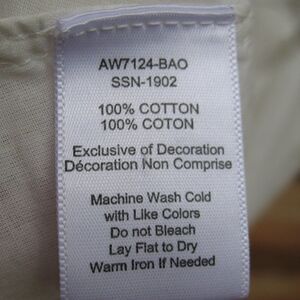 AW7124-BAO
SSN-1902
100% COTTON
100% COTON
Exclusive of Decoration
Décoration Non Comprise
Machine Wash Cold
with Like Colors
Do not Bleach
Lay Flat to Dry
Warm Iron If Needed